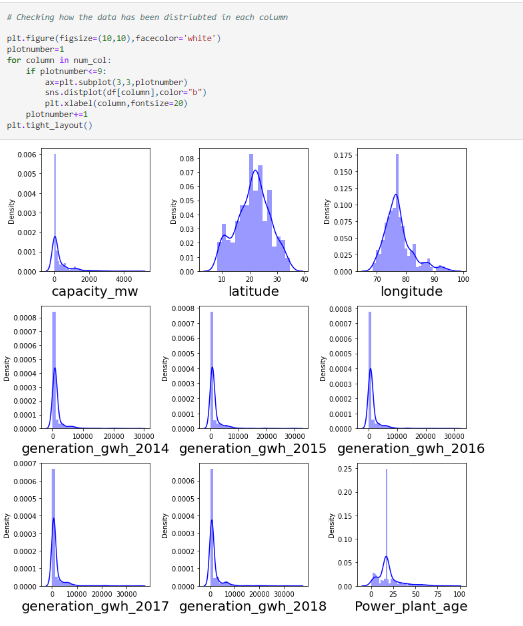 # Checking how the data has been distriubted in each column
plt.figure(figsize=(10,10),facecolor='white')
plotnumber=1
for column in num_col:
if plotnumber<=9:
ax=plt.subplot(3,3,plotnumber)
sns.distplot(df[column],color="b")
plt.xlabel(column,fontsize=20)
plotnumber+=1
plt.tight_layout()
0.006
0.005
0.004
0.003
0.002
0.001
0.000
Density
0 2000 4000
capacity_mw
0.08
0.07
0.06
0.05
0.04
0.03
0.02
0.01
0.00
Density
10 20 30 40
latitude
0.175
0.150
0.125
0.100
0.075
0.050
0.025
0.000
Density
70 80 90 100
longitude
0.0008
0.0007
0.0006
0.0005
0.0004
0.0003
0.0002
0.0001
0.0000
Density
0 10000 20000 30000
generation_gwh_2014
0.0008
0.0007
0.0006
0.0005
0.0004
0.0003
0.0002
0.0001
0.0000
Density
0 10000 20000 30000
generation_gwh_2015
0.0008
0.0007
0.0006
0.0005
0.0004
0.0003
0.0002
0.0001
0.0000
Density
0 10000 20000 30000
generation_gwh_2016
0.0007
0.0006
0.0005
0.0004
0.0003
0.0002
0.0001
0.0000
Density
0 10000 20000 30000
generation_gwh_2017
0.0006
0.0005
0.0004
0.0003
0.0002
0.0001
0.0000
Density
0 10000 20000 30000
generation_gwh_2018
0.25
0.20
0.15
0.10
0.05
0.00
Density
0 25 50 75 100
Power_plant_age